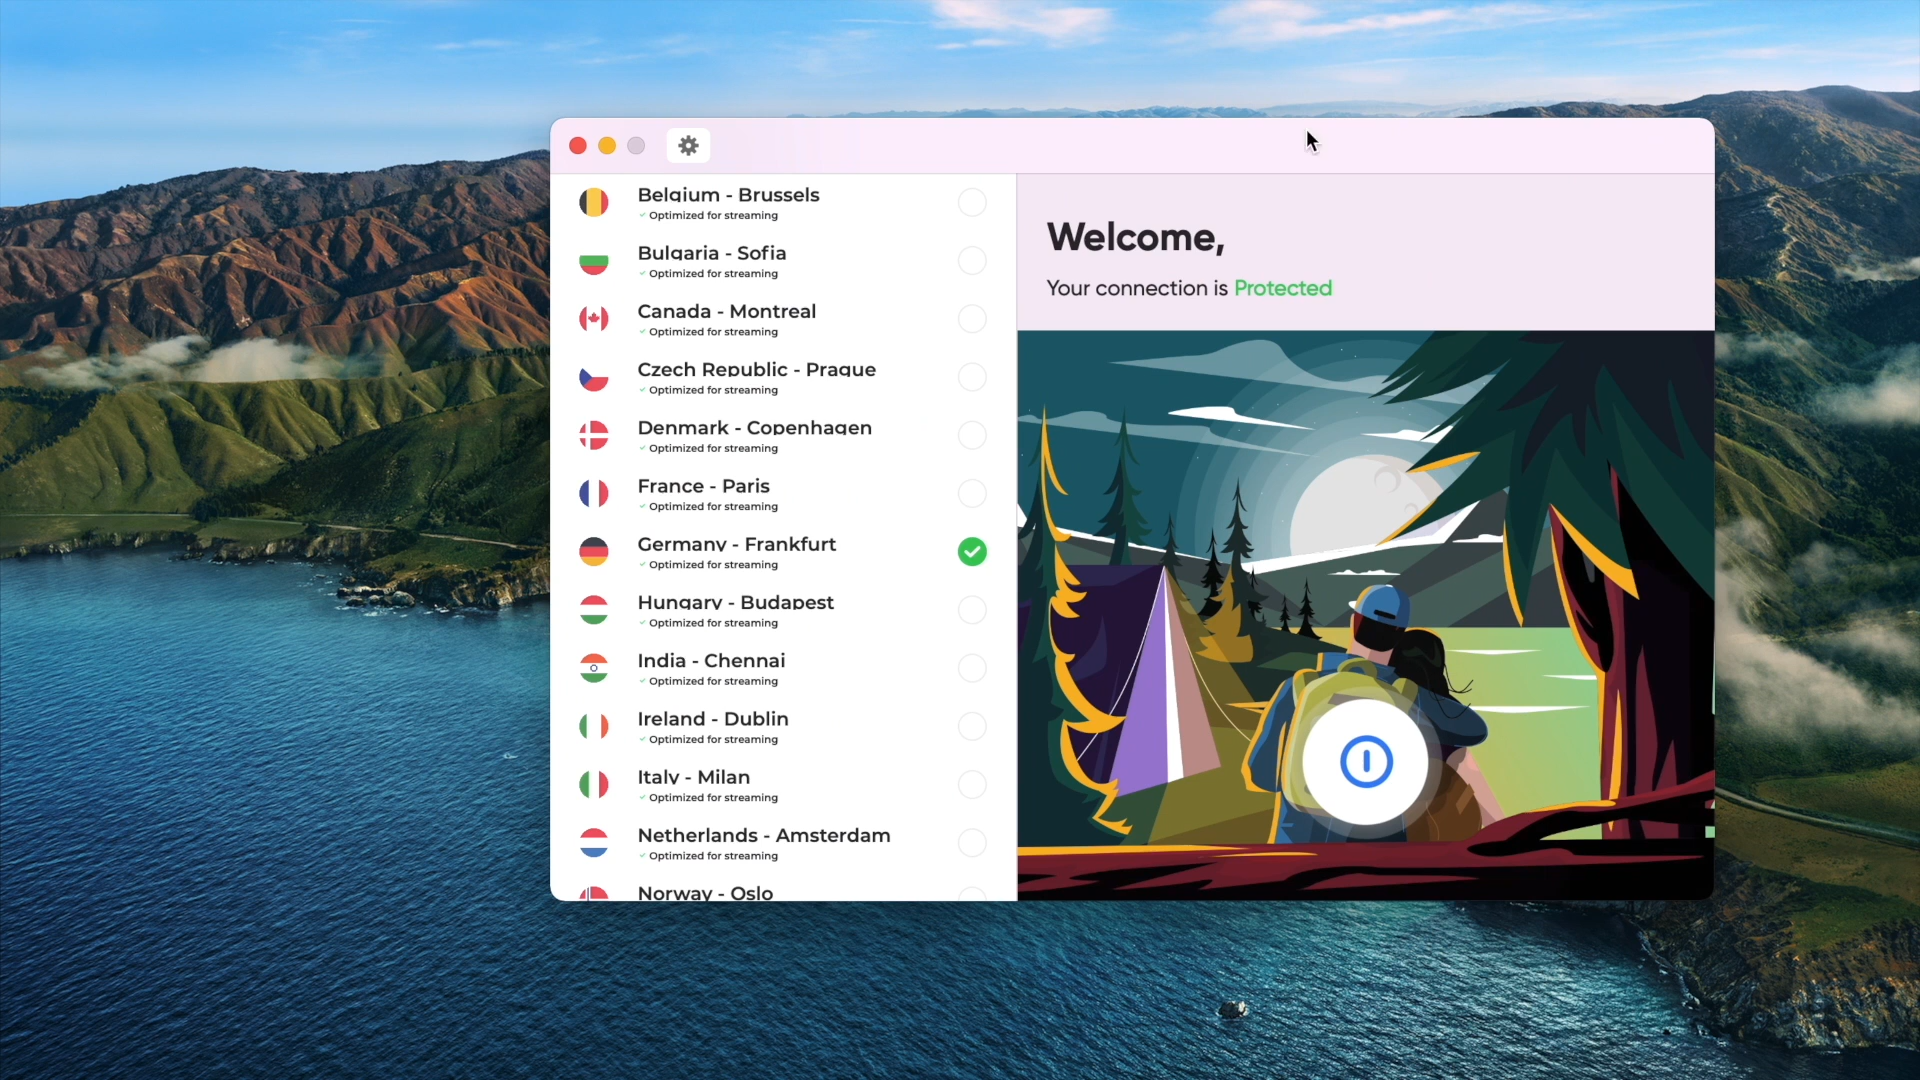 Belgium - Brussels
Optimized for streaming
Bulgaria - Sofia
Optimized for streaming
Canada - Montreal
Optimized for streaming
Czech Republic - Prague
Optimized for streaming
Denmark - Copenhagen
Optimized for streaming
France - Paris
Optimized for streaming
Germany - Frankfurt
Optimized for streaming
Hungary - Budapest
Optimized for streaming
India - Chennai
Optimized for streaming
Ireland - Dublin
Optimized for streaming
Italy - Milan
Optimized for streaming
Netherlands - Amsterdam
Optimized for streaming
Norway - Oslo
Welcome,
Your connection is Protected